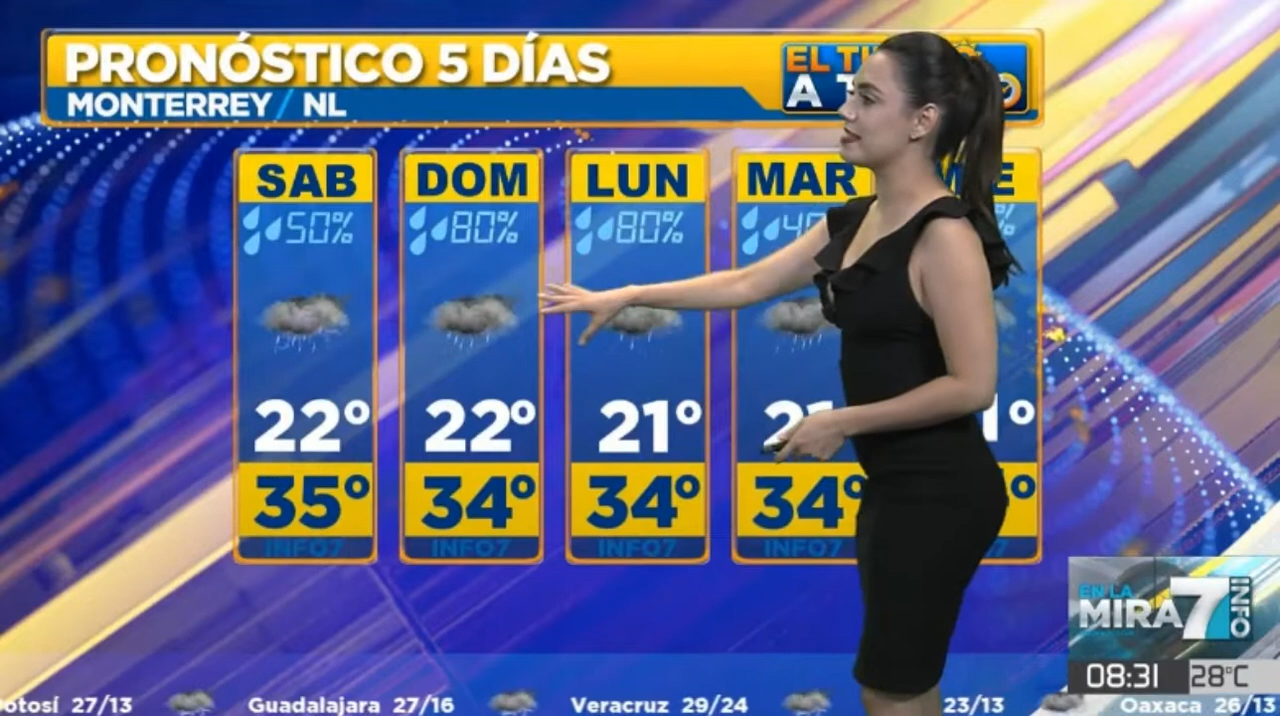 PRONÓSTICO 5 DÍAS
MONTERREY / NL
EL
A
SAB
DOM
LUN
MAR
50%
80%
80%
22°
22°
21°
35°
34°
34°
34°
INFO7
INFO7
INFO7
INFO7
EN LA
MIRA 7 INFO
08:31 28°C
27/13 Guadalajara 27/16 Veracruz 29/24 23/13 Oaxaca 26/13